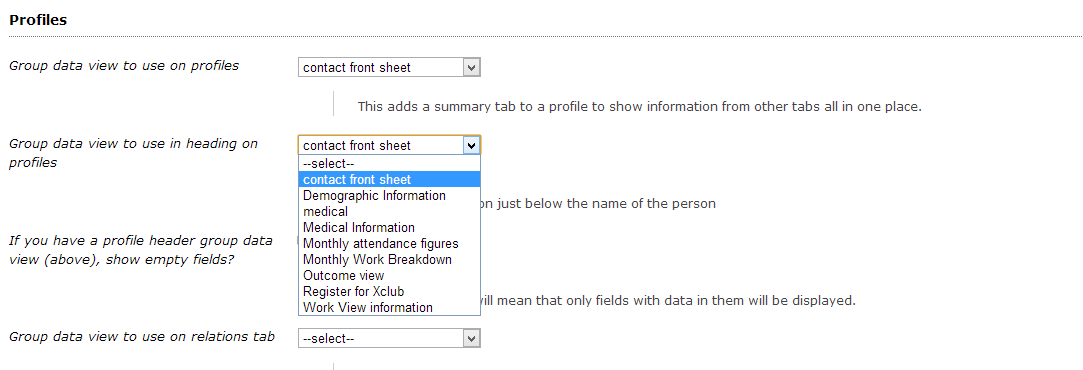 Profiles
Group data view to use on profiles
contact front sheet
This adds a summary tab to a profile to show information from other tabs all in one place.
Group data view to use in heading on
profiles
contact front sheet
--select--
contact front sheet
Demographic Information
medical
Medical Information
Monthly attendance figures
Monthly Work Breakdown
Outcome view
Register for Xclub
Work View information
on just below the name of the person
If you have a profile header group data
view (above), show empty fields?
will mean that only fields with data in them will be displayed.
Group data view to use on relations tab
--select--